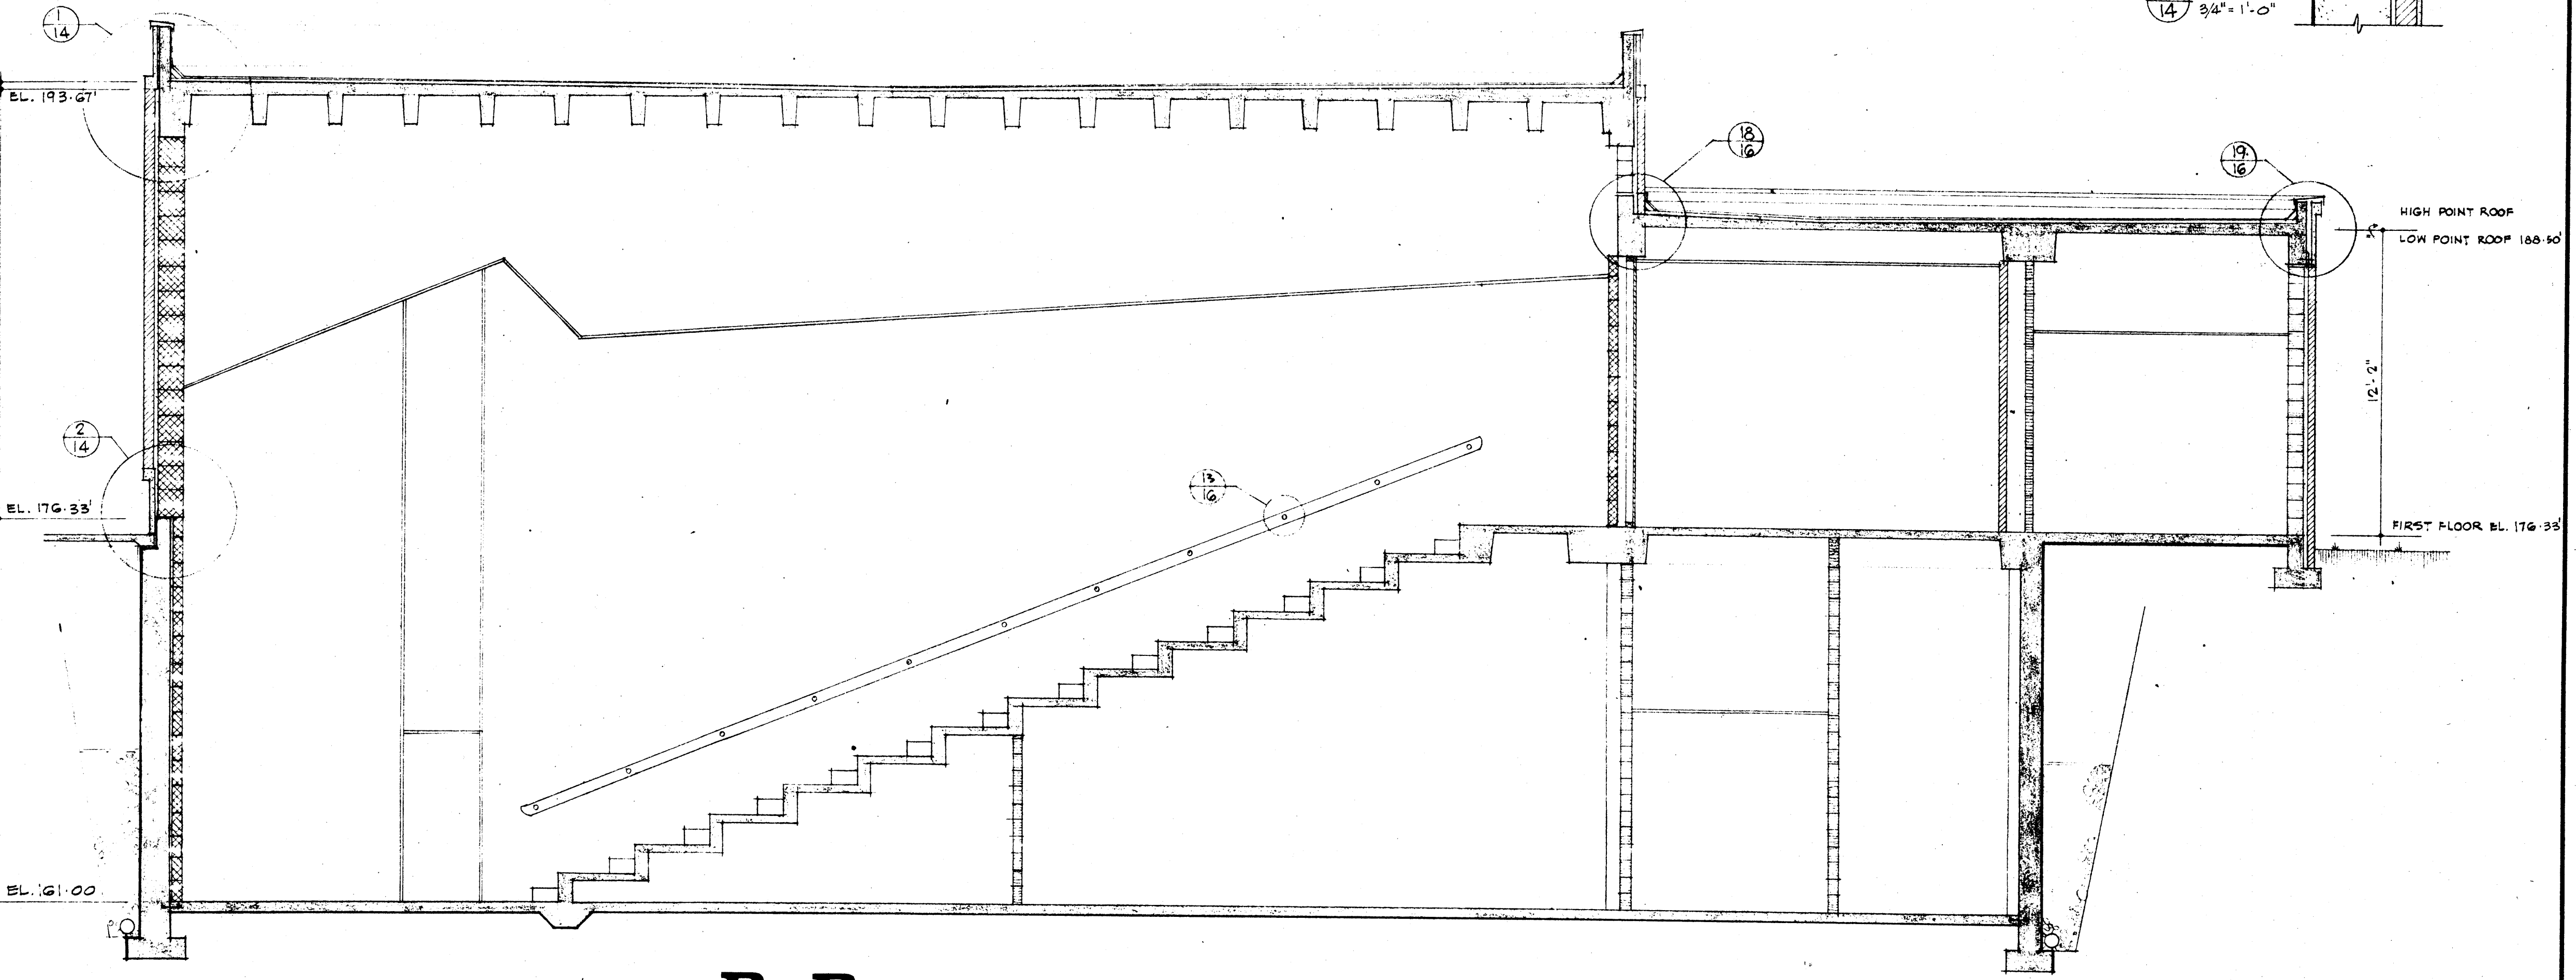 1
14
14
3/4" = 1'-0"
EL. 193.67'
18
16
19
16
HIGH POINT ROOF
LOW POINT ROOF 188.50'
12'-2"
2
14
13
16
EL. 176.33'
FIRST FLOOR EL. 176.33'
EL. 161.00